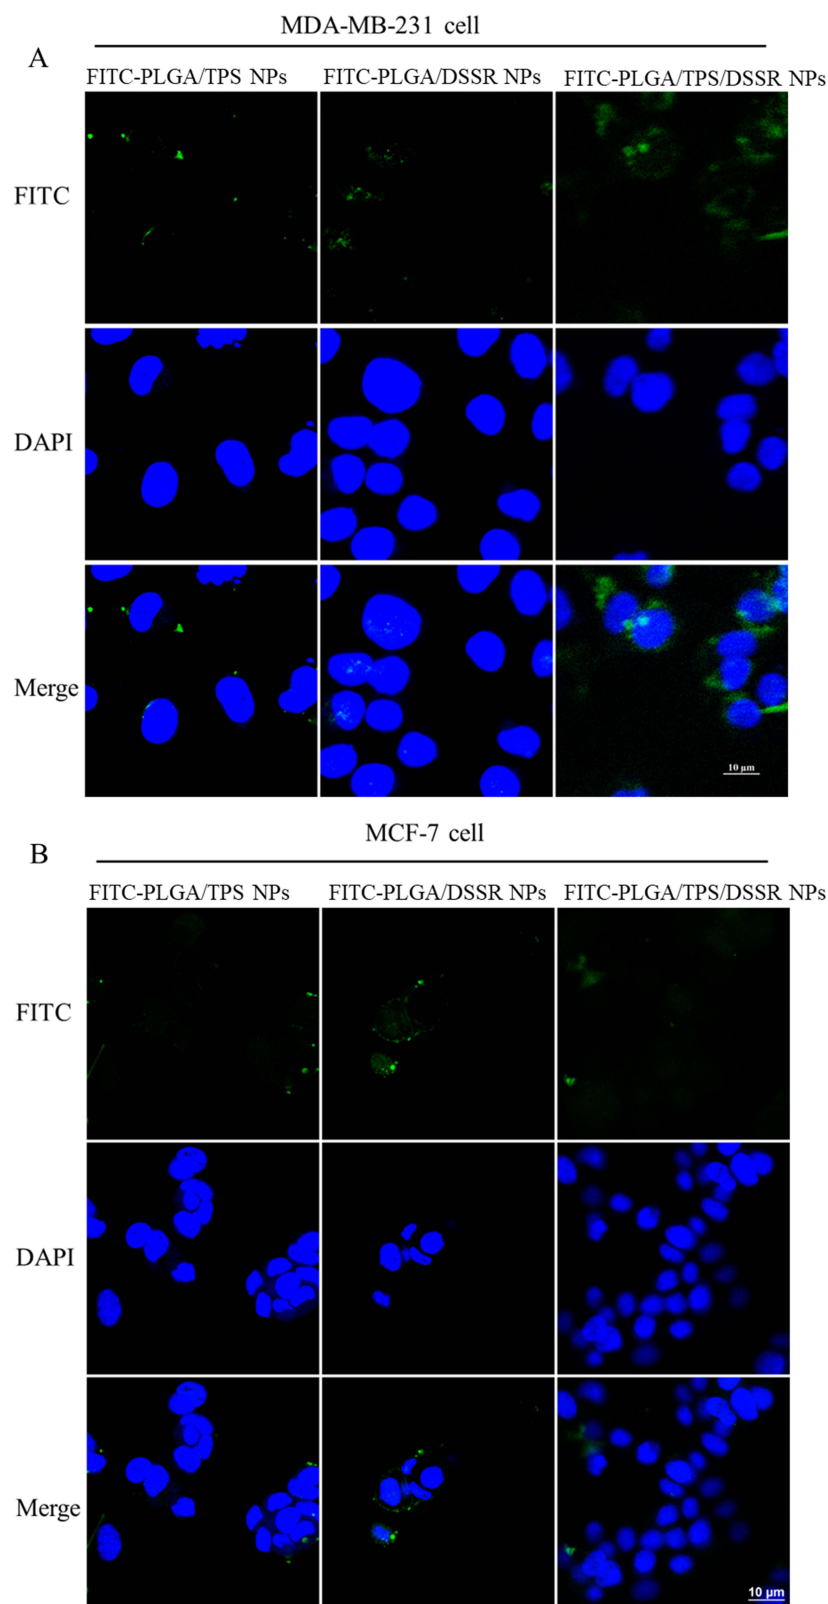 MDA-MB-231 cell
A
FITC-PLGA/TPS NPs FITC-PLGA/DSSR NPs FITC-PLGA/TPS/DSSR NPs
FITC
DAPI
Merge
10 μm
MCF-7 cell
B
FITC-PLGA/TPS NPs FITC-PLGA/DSSR NPs FITC-PLGA/TPS/DSSR NPs
FITC
DAPI
Merge
10 μm